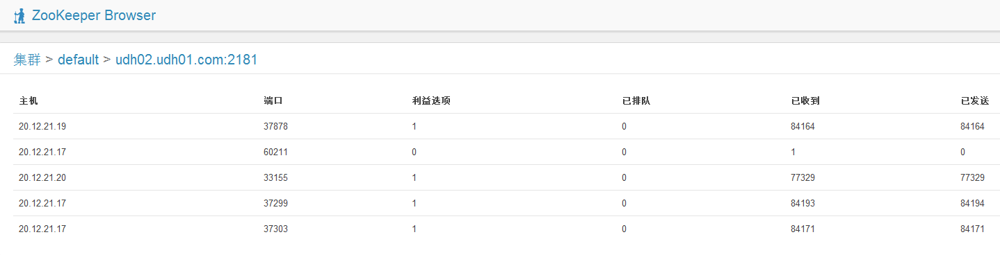 ZooKeeper Browser
集群 > default > udh02.udh01.com:2181
主机 端口 利益选项 已排队 已收到 已发送
20.12.21.19 37878 1 0 84164 84164
20.12.21.17 60211 0 0 1 0
20.12.21.20 33155 1 0 77329 77329
20.12.21.17 37299 1 0 84193 84194
20.12.21.17 37303 1 0 84171 84171